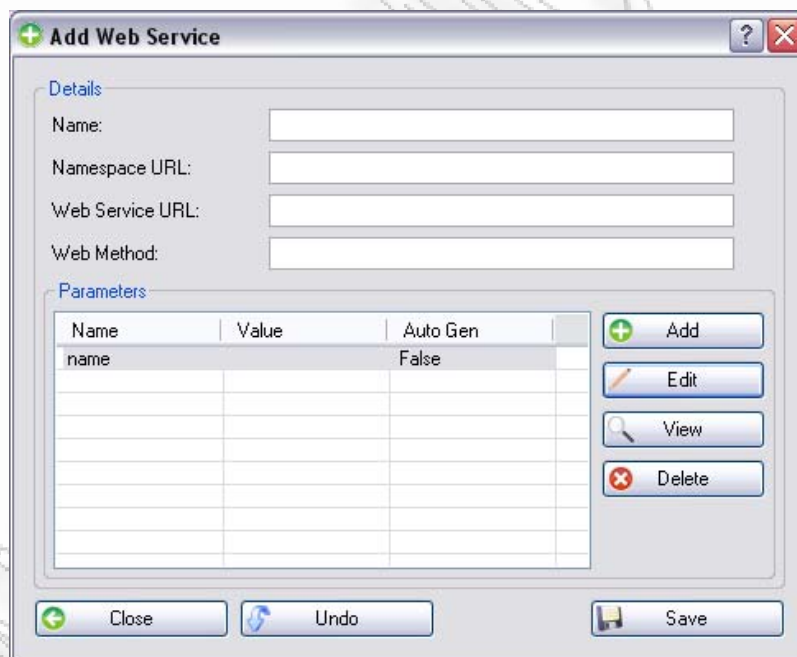 Add Web Service
?
Details
Name:
Namespace URL:
Web Service URL:
Web Method:
Parameters
Name Value Auto Gen
name False
Add
Edit
View
Delete
Close Undo Save